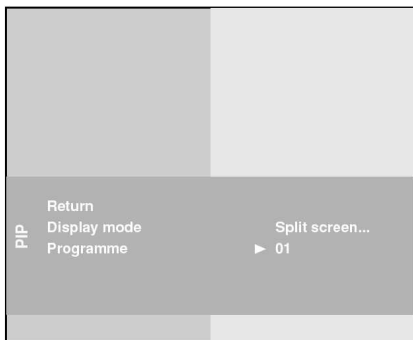 PIP
Return
Display mode Split screen...
Programme ► 01